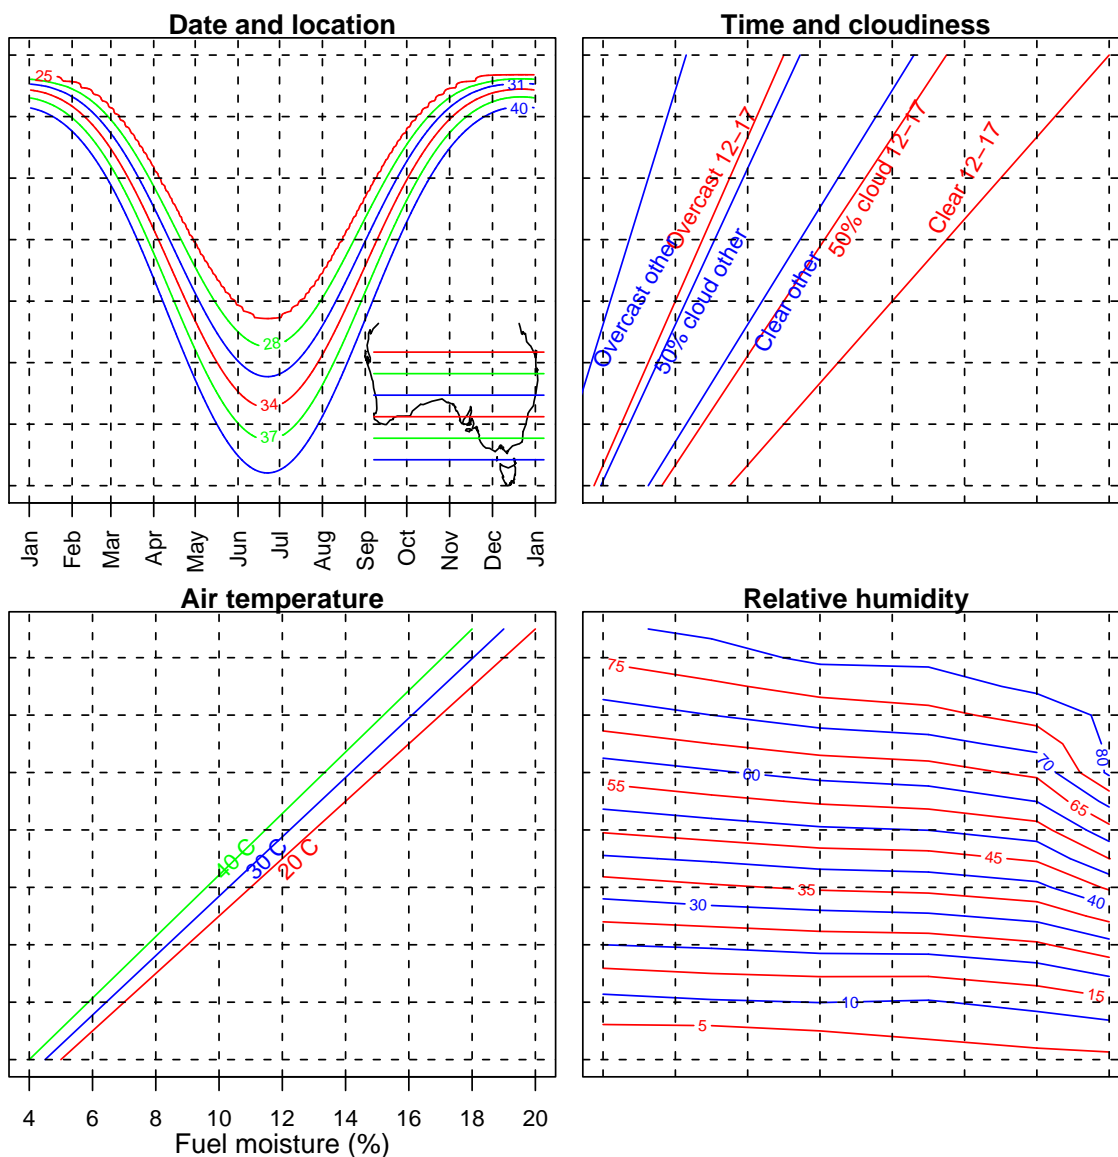 Date and location
Time and cloudiness
25
31
40
28
34
37
Jan
Feb
Mar
Apr
May
Jun
Jul
Aug
Sep
Oct
Nov
Dec
Jan
Overcast other
Overcast 12−17
50% cloud other
Clear other
50% cloud 12−17
Clear 12−17
Air temperature
Relative humidity
40 C
30 C
20 C
4 6 8 10 12 14 16 18 20
Fuel moisture (%)
75
80
70
60
65
55
45
35
40
30
15
10
5